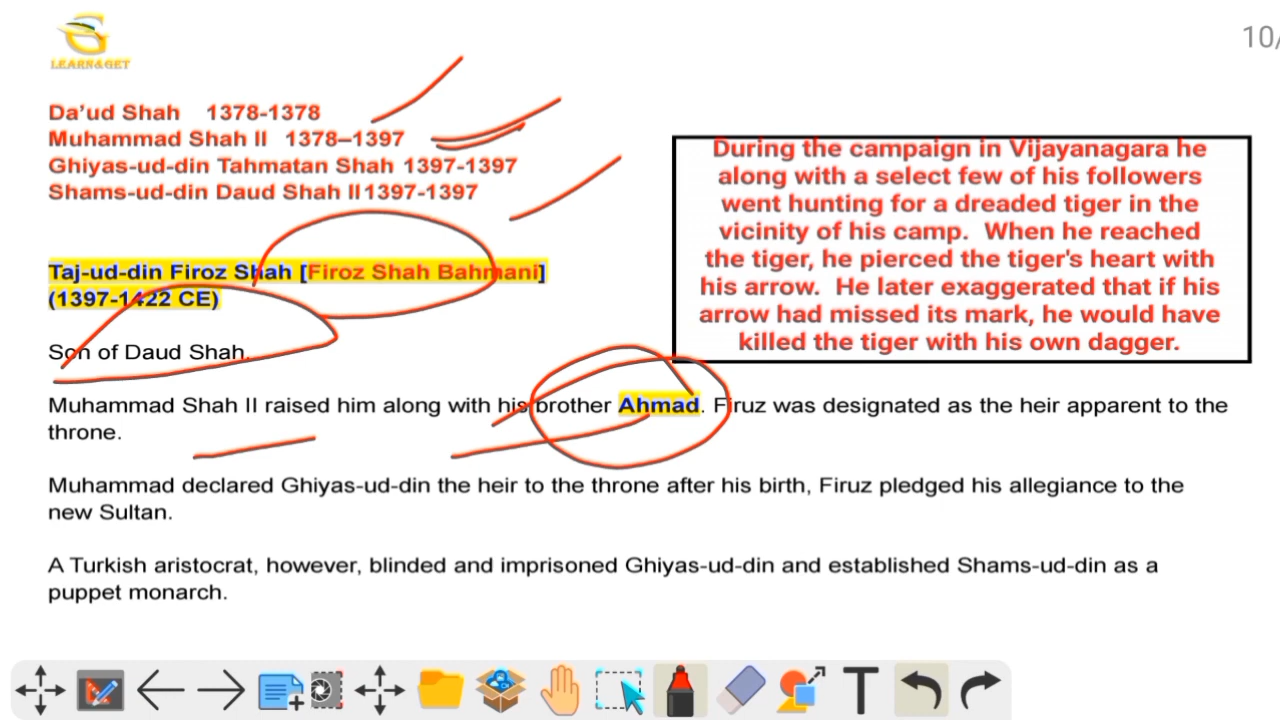 LEARN&GET
10/
Da’ud Shah 1378-1378
Muhammad Shah II 1378–1397
Ghiyas-ud-din Tahmatan Shah 1397-1397
Shams-ud-din Daud Shah II1397-1397
During the campaign in Vijayanagara he
along with a select few of his followers
went hunting for a dreaded tiger in the
vicinity of his camp. When he reached
the tiger, he pierced the tiger's heart with
his arrow. He later exaggerated that if his
arrow had missed its mark, he would have
killed the tiger with his own dagger.
Taj-ud-din Firoz Shah [Firoz Shah Bahmani]
(1397-1422 CE)
Son of Daud Shah.
Muhammad Shah II raised him along with his brother Ahmad. Firuz was designated as the heir apparent to the
throne.
Muhammad declared Ghiyas-ud-din the heir to the throne after his birth, Firuz pledged his allegiance to the
new Sultan.
A Turkish aristocrat, however, blinded and imprisoned Ghiyas-ud-din and established Shams-ud-din as a
puppet monarch.
T